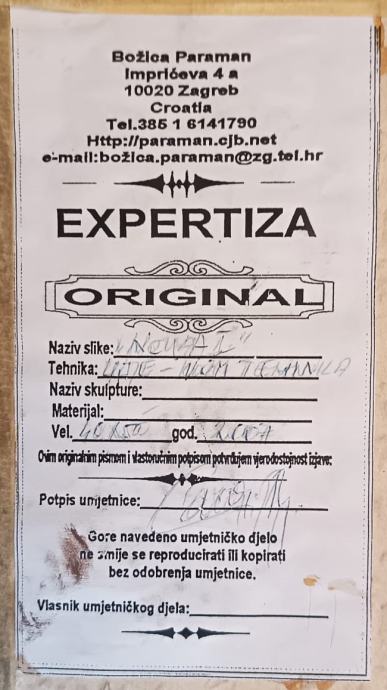 Božica Paraman
Imprićeva 4 a
10020 Zagreb
Croatia
Tel.385 1 6141790
Http://paraman.cjb.net
e-mail:božica.paraman@zg.tel.hr
EXPERTIZA
ORIGINAL
Naziv slike:
Tehnika:
Naziv skulpture:
Materijal:
Vel. god.
Ovim originalnim pismom i vlastoručnim potpisom potvrđujem vjerodostojnost izjave:
Potpis umjetnice:
Gore navedeno umjetničko djelo
ne smije se reproducirati ili kopirati
bez odobrenja umjetnice.
Vlasnik umjetničkog djela: